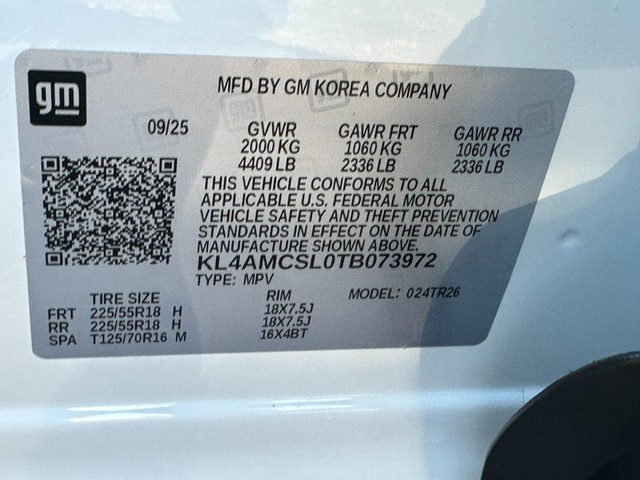 gm
MFD BY GM KOREA COMPANY
09/25 GVWR GAWR FRT GAWR RR
2000 KG 1060 KG 1060 KG
4409 LB 2336 LB 2336 LB
THIS VEHICLE CONFORMS TO ALL
APPLICABLE U.S. FEDERAL MOTOR
VEHICLE SAFETY AND THEFT PREVENTION
STANDARDS IN EFFECT ON THE DATE OF
MANUFACTURE SHOWN ABOVE.
KL4AMCSL0TB073972
TYPE: MPV
TIRE SIZE RIM MODEL: 024TR26
FRT 225/55R18 H 18X7.5J
RR 225/55R18 H 18X7.5J
SPA T125/70R16 M 16X4BT